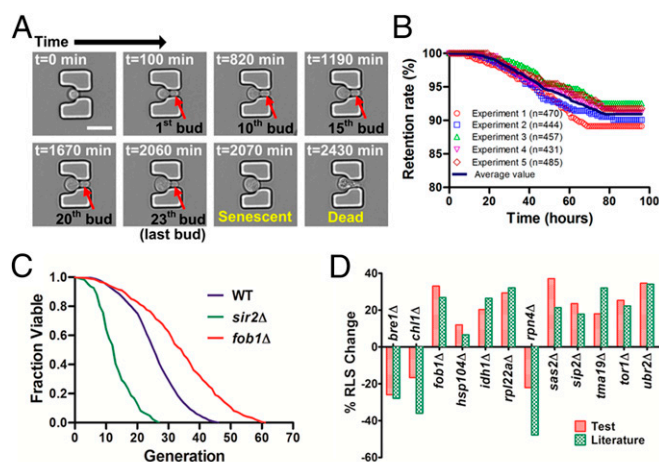 A
Time
t=0 min
t=100 min
t=820 min
t=1190 min
1st bud
10th bud
15th bud
t=1670 min
t=2060 min
t=2070 min
t=2430 min
20th bud
23th bud
(last bud)
Senescent
Dead
B
Retention rate (%)
100
95
90
85
80
Experiment 1 (n=470)
Experiment 2 (n=444)
Experiment 3 (n=457)
Experiment 4 (n=431)
Experiment 5 (n=485)
Average value
0 20 40 60 80 100
Time (hours)
C
Fraction Viable
1.0
0.8
0.6
0.4
0.2
0.0
WT
sir2Δ
fob1Δ
0 10 20 30 40 50 60 70
Generation
D
% RLS Change
40
20
0
-20
-40
-60
bre1Δ
chl1Δ
fob1Δ
hsp104Δ
idh1Δ
rpl22aΔ
rpn4Δ
sas2Δ
sip2Δ
tma19Δ
tor1Δ
ubr2Δ
Test
Literature